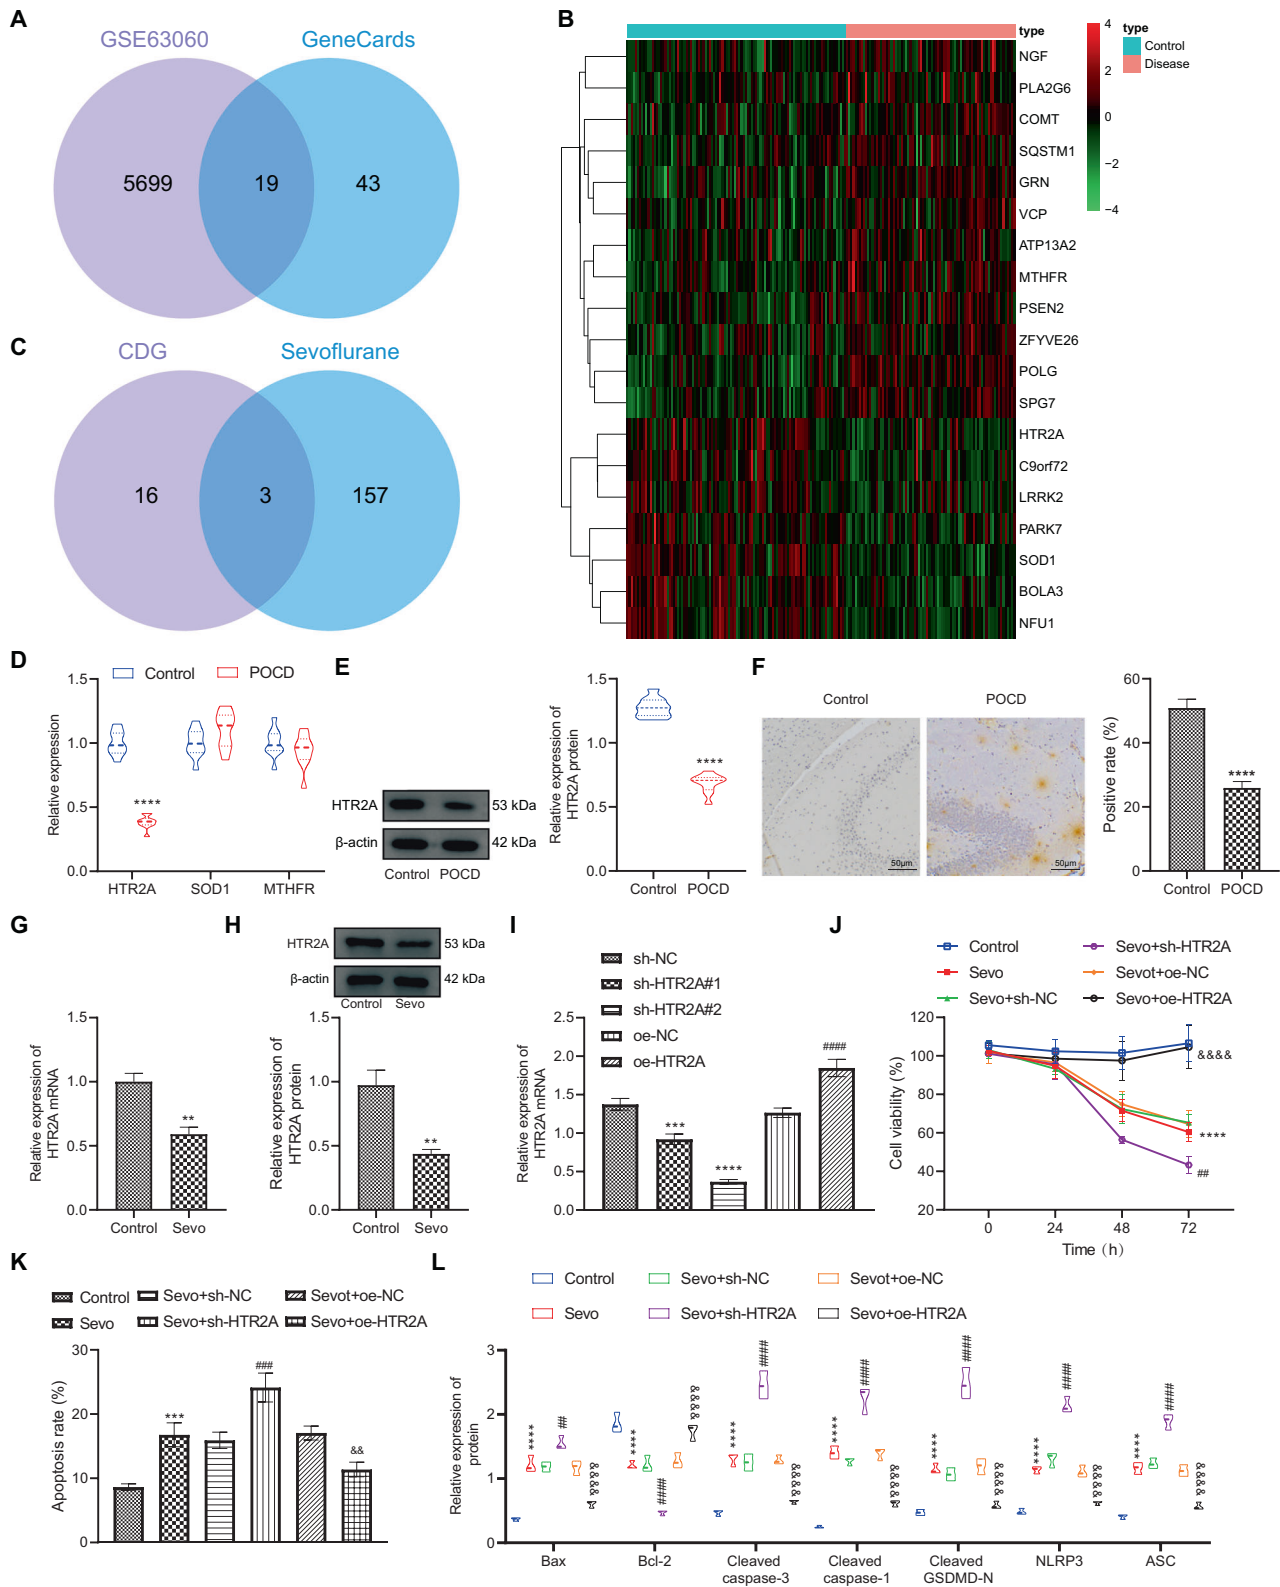 A
GSE63060
GeneCards
5699
19
43
B
type
NGF
PLA2G6
COMT
SQSTM1
GRN
VCP
ATP13A2
MTHFR
PSEN2
ZFYVE26
POLG
SPG7
HTR2A
C9orf72
LRRK2
PARK7
SOD1
BOLA3
NFU1
4
2
0
−2
−4
type
Control
Disease
C
CDG
Sevoflurane
16
3
157
D
Control
POCD
Relative expression
1.5
1.0
0.5
0.0
****
HTR2A
SOD1
MTHFR
E
HTR2A
53 kDa
β-actin
42 kDa
Control
POCD
Relative expression of
HTR2A protein
1.5
1.0
0.5
0.0
****
Control
POCD
F
Control
POCD
50μm
50μm
Positive rate (%)
60
40
20
0
****
Control
POCD
G
Relative expression of
HTR2A mRNA
1.5
1.0
0.5
0.0
**
Control
Sevo
H
HTR2A
53 kDa
β-actin
42 kDa
Control
Sevo
Relative expression of
HTR2A protein
1.5
1.0
0.5
0.0
**
Control
Sevo
I
sh-NC
sh-HTR2A#1
sh-HTR2A#2
oe-NC
oe-HTR2A
Relative expression of
HTR2A mRNA
2.5
2.0
1.5
1.0
0.5
0.0
***
****
####
J
Control
Sevo
Sevo+sh-NC
Sevo+sh-HTR2A
Sevot+oe-NC
Sevo+oe-HTR2A
Cell viability (%)
120
100
80
60
40
20
&&&&
****
##
0
24
48
72
Time (h)
K
Control
Sevo
Sevo+sh-NC
Sevo+sh-HTR2A
Sevot+oe-NC
Sevo+oe-HTR2A
Apoptosis rate (%)
30
20
10
0
***
###
&&
L
Control
Sevo
Sevo+sh-NC
Sevo+sh-HTR2A
Sevot+oe-NC
Sevo+oe-HTR2A
Relative expression of
protein
3
2
1
0
****
##
&&&&
****
####
&&&&
****
####
&&&&
****
####
&&&&
****
####
&&&&
****
####
&&&&
****
####
&&&&
Bax
Bcl-2
Cleaved
caspase-3
Cleaved
caspase-1
Cleaved
GSDMD-N
NLRP3
ASC